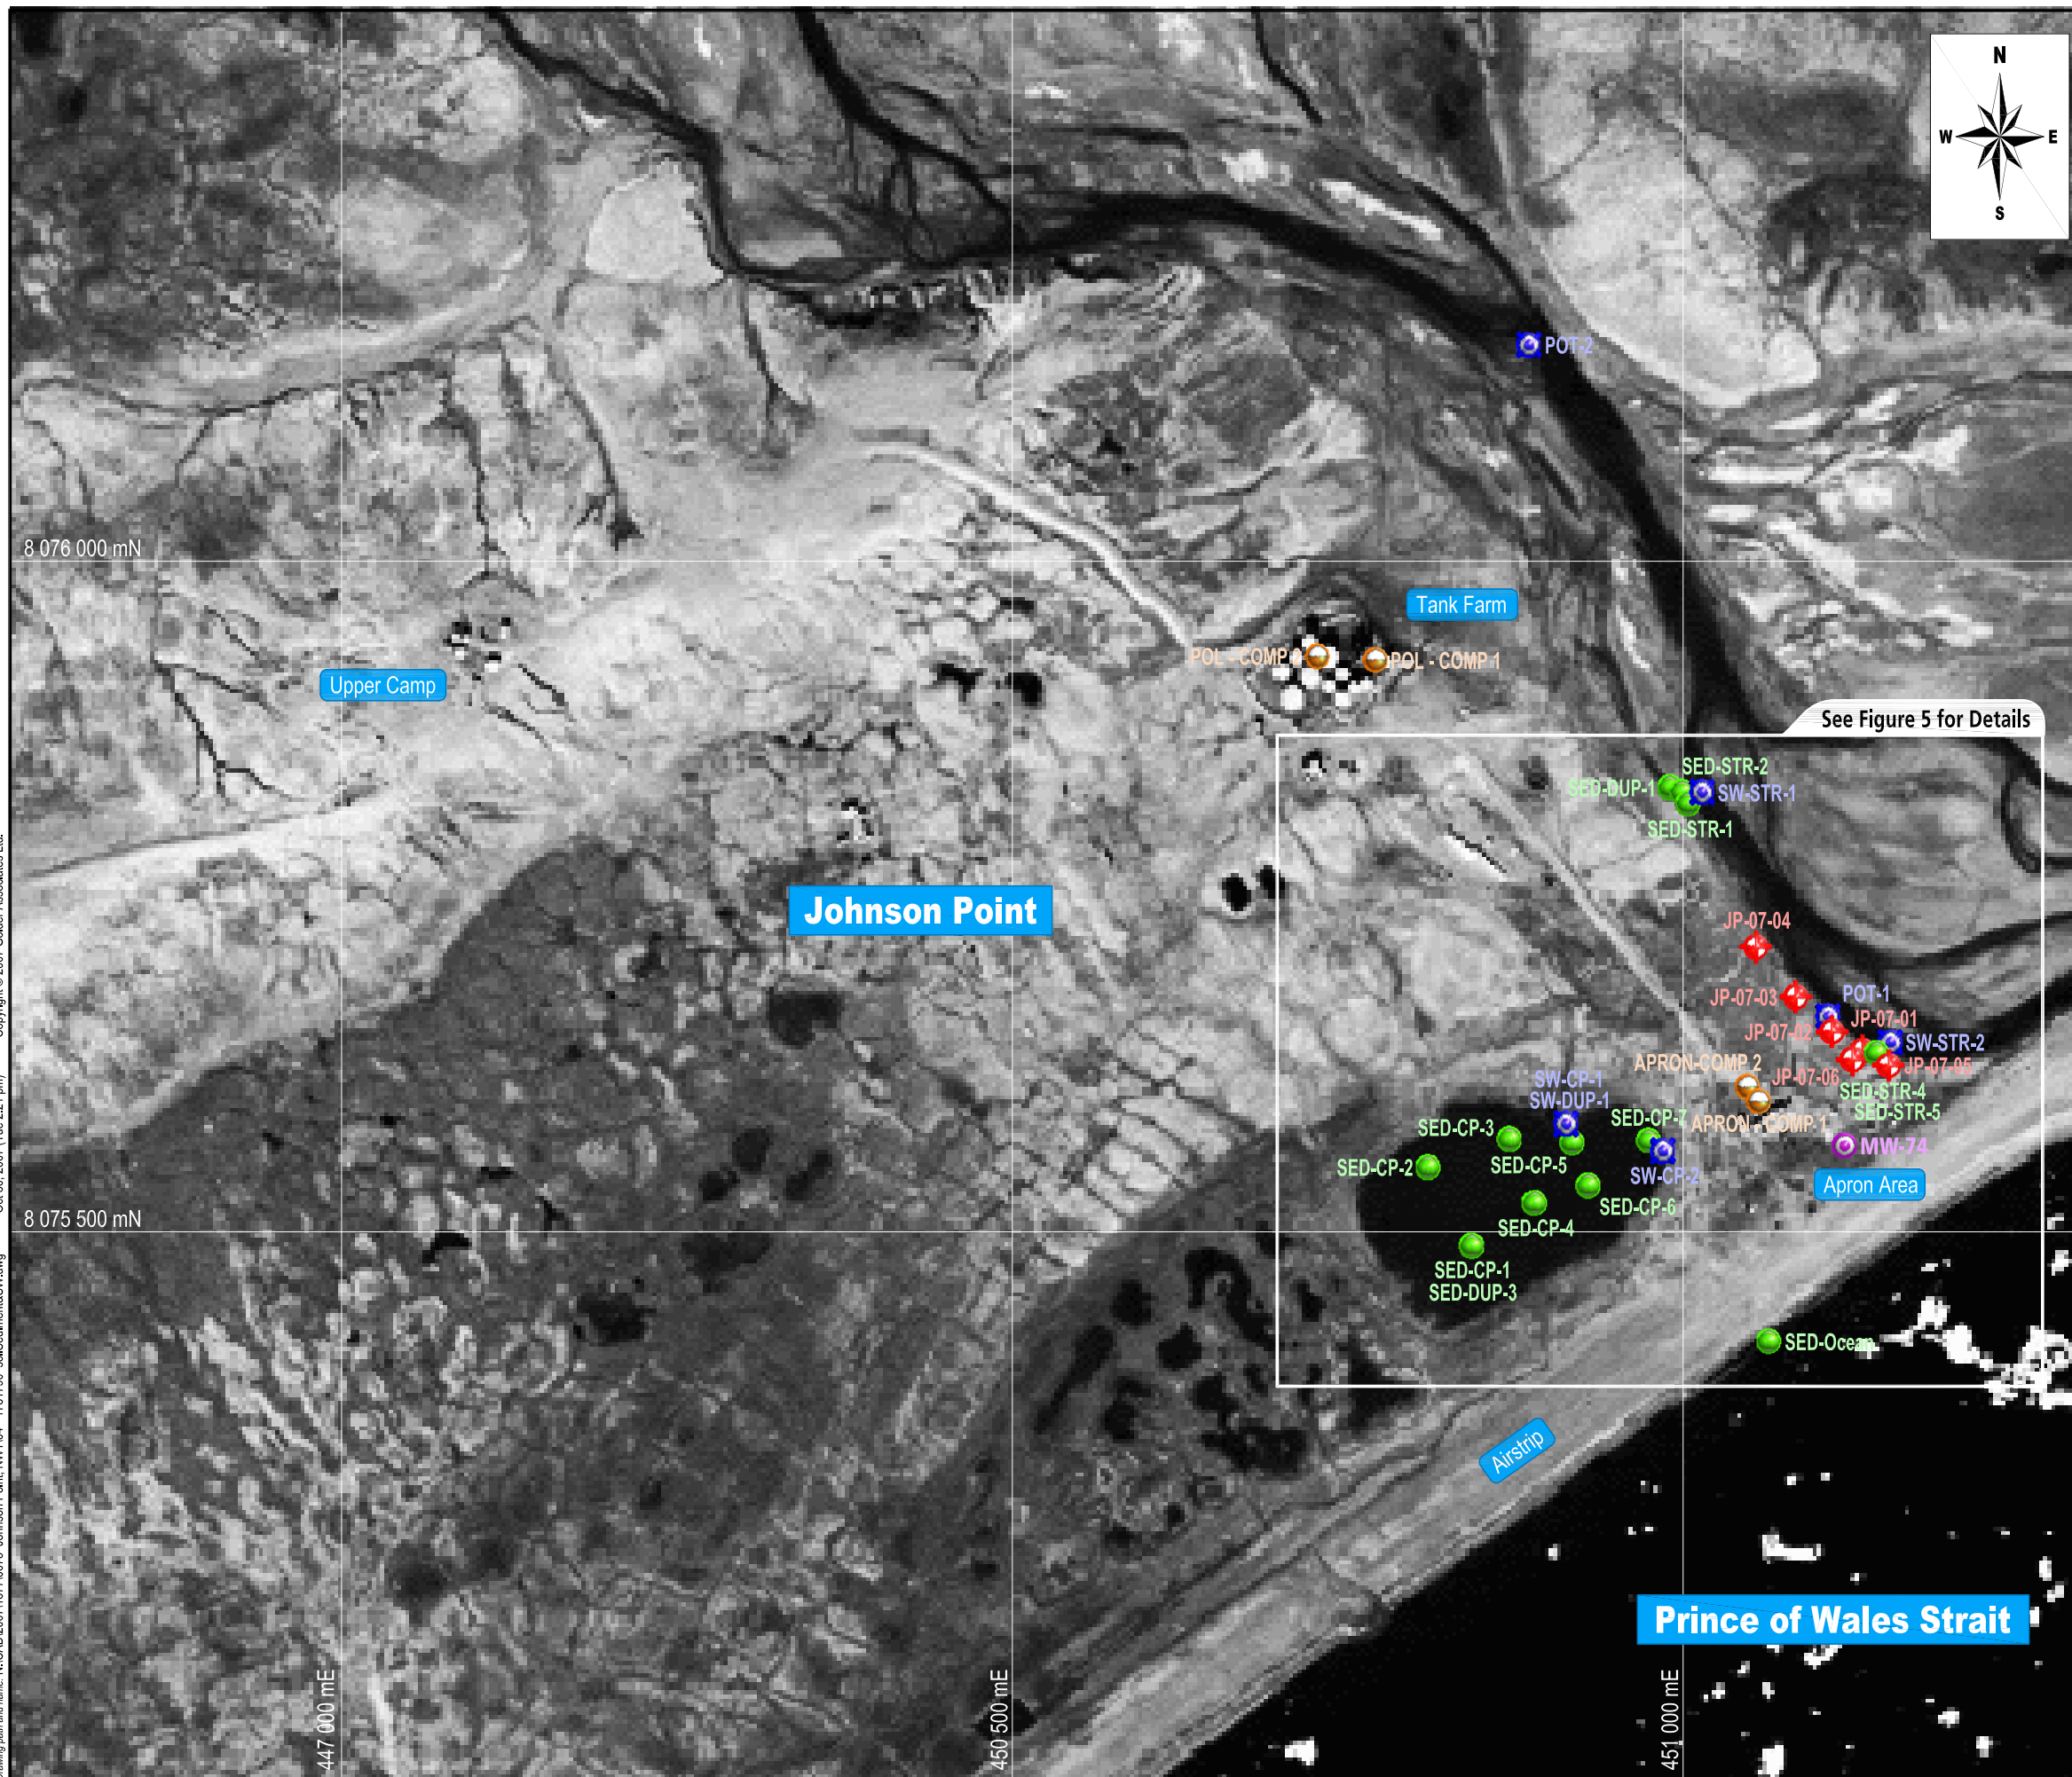 N
W
E
S
POT-2
8 076 000 mN
Tank Farm
POL - COMP 2
POL - COMP 1
Upper Camp
See Figure 5 for Details
SED-STR-2
SED-DUP-1
SW-STR-1
SED-STR-1
Johnson Point
JP-07-04
JP-07-03
POT-1
JP-07-01
JP-07-02
SW-STR-2
APRON-COMP 2
JP-07-05
JP-07-06
SW-CP-1
SW-DUP-1
SED-STR-4
SED-STR-5
SED-CP-7
APRON - COMP 1
SED-CP-3
MW-74
SED-CP-2
SED-CP-5
SW-CP-2
Apron Area
SED-CP-6
8 075 500 mN
SED-CP-4
SED-CP-1
SED-DUP-3
SED-Ocean
Airstrip
Prince of Wales Strait
447 000 mE
450 500 mE
451 000 mE